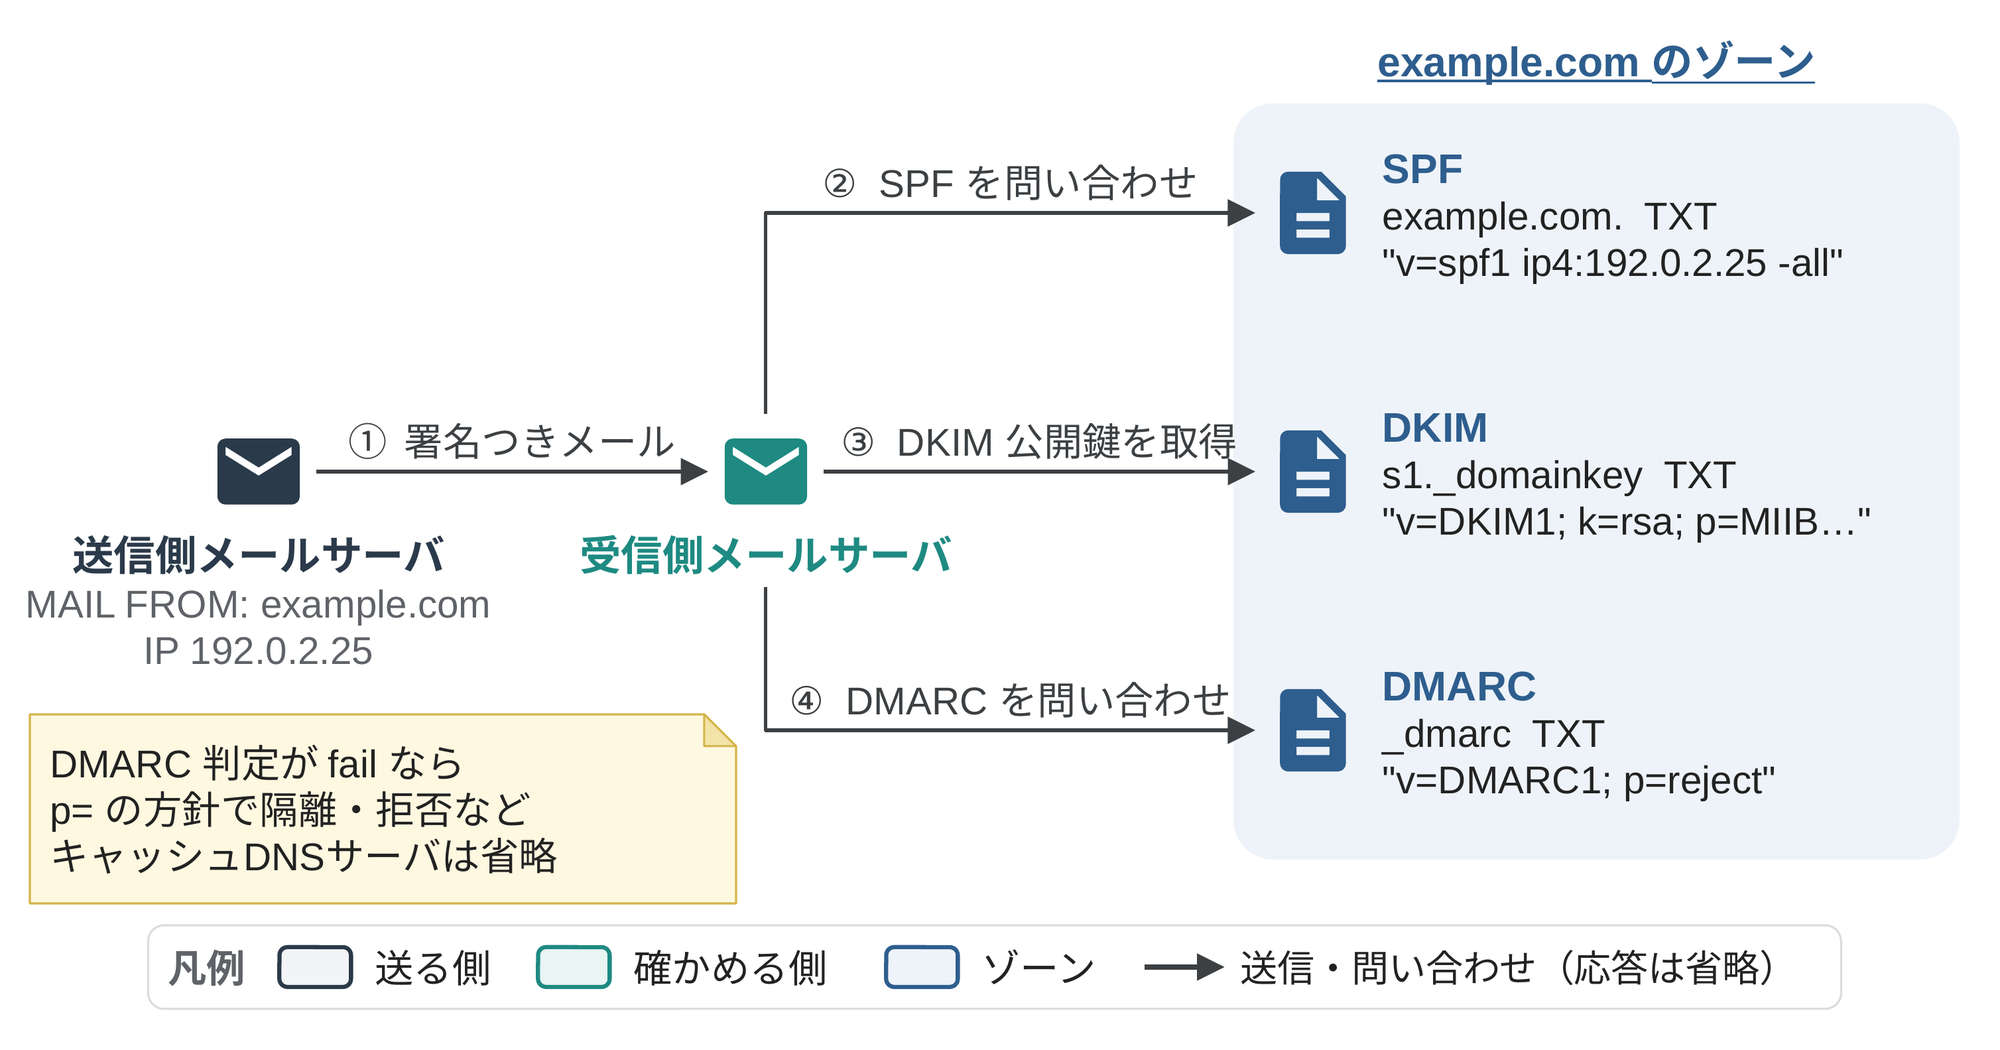 example.com のゾーン
SPF
example.com.  TXT
"v=spf1 ip4:192.0.2.25 -all"
② SPF を問い合わせ
① 署名つきメール
③ DKIM 公開鍵を取得
DKIM
s1._domainkey  TXT
"v=DKIM1; k=rsa; p=MIIB…"
送信側メールサーバ
MAIL FROM: example.com
IP 192.0.2.25
受信側メールサーバ
④ DMARC を問い合わせ
DMARC
_dmarc  TXT
"v=DMARC1; p=reject"
DMARC 判定が fail なら
p= の方針で隔離・拒否など
キャッシュDNSサーバは省略
凡例 送る側 確かめる側 ゾーン 送信・問い合わせ（応答は省略）